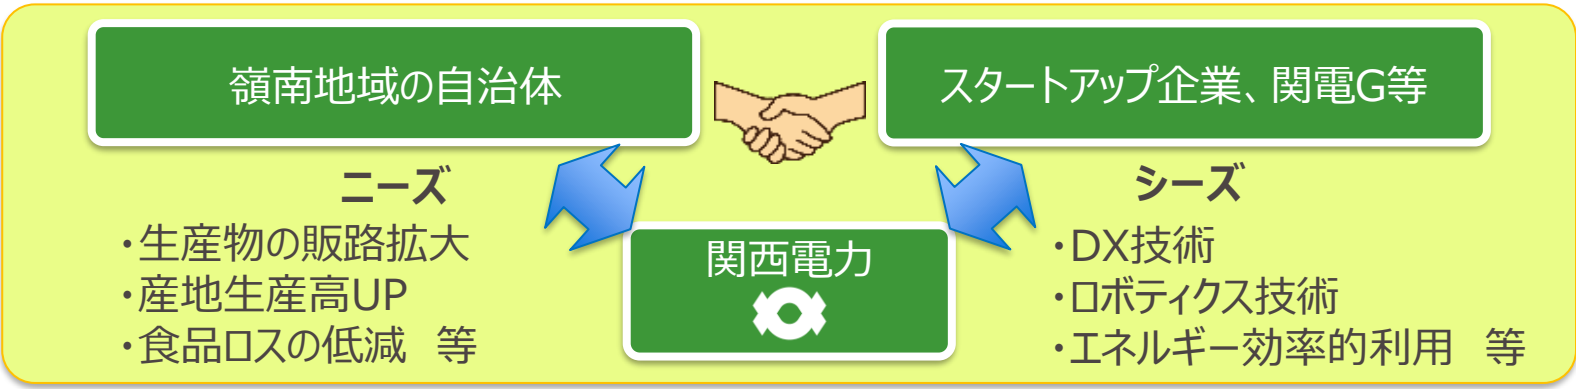 嶺南地域の自治体
スタートアップ企業、関電G等
ニーズ
・生産物の販路拡大
・産地生産高UP
・食品ロスの低減　等
関西電力
シーズ
・DX技術
・ロボティクス技術
・エネルギー効率的利用　等